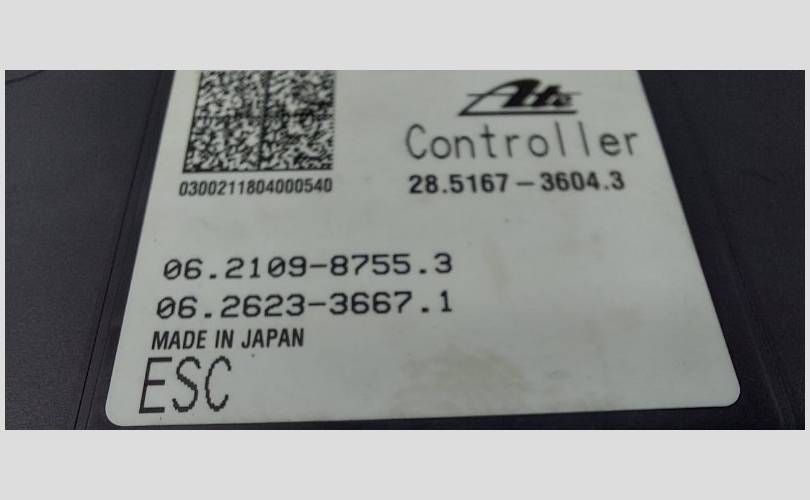 Ate
Controller
0300211804000540
28.5167-3604.3
06.2109-8755.3
06.2623-3667.1
MADE IN JAPAN
ESC